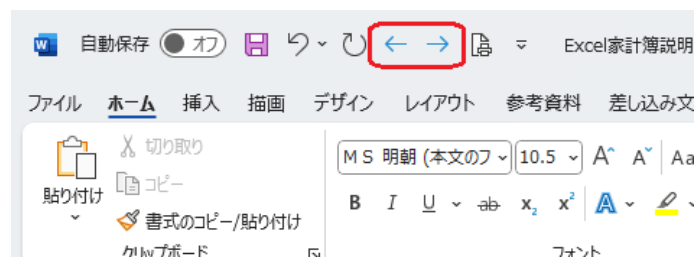 W 自動保存 オフ Excel家計簿説明
ファイル ホーム 挿入 描画 デザイン レイアウト 参考資料 差し込み文
貼り付け
切り取り
コピー
書式のコピー/貼り付け
クリップボード
ＭＳ 明朝 (本文のフ 10.5 A A Aa
B I U ab x₂ x² A
フォント